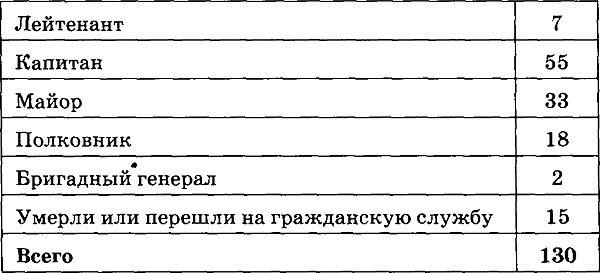 Лейтенант 7
Капитан 55
Майор 33
Полковник 18
Бригадный генерал 2
Умерли или перешли на гражданскую службу 15
Всего 130